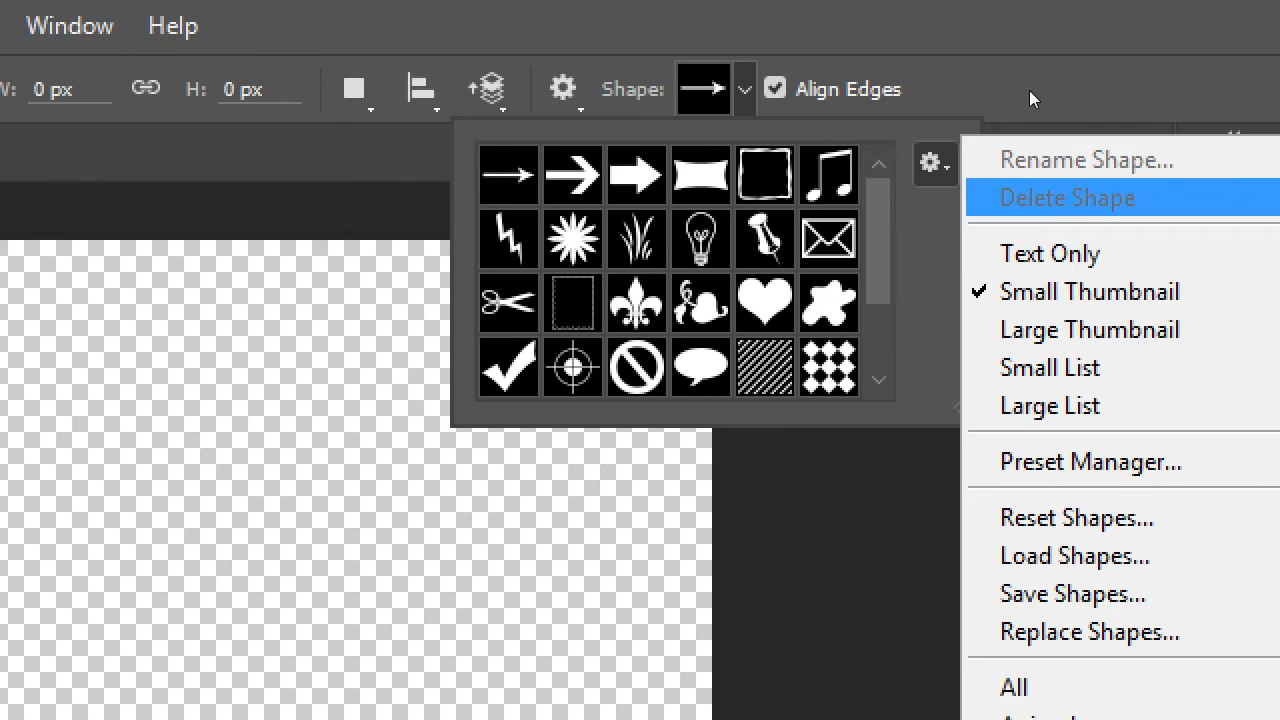 Window Help
W: 0 px H: 0 px Shape: Align Edges
Rename Shape...
Delete Shape
Text Only
Small Thumbnail
Large Thumbnail
Small List
Large List
Preset Manager...
Reset Shapes...
Load Shapes...
Save Shapes...
Replace Shapes...
All